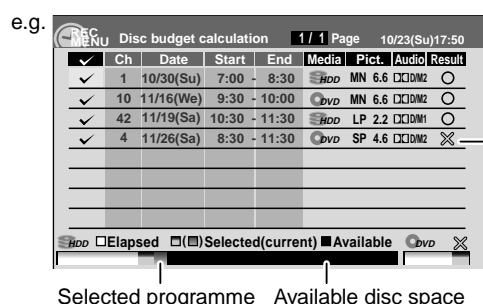 e.g.
REC MENU Disc budget calculation 1 / 1 Page 10/23(Su)17:50
✓ Ch Date Start End Media Pict. Audio Result
✓ 1 10/30(Su) 7:00 - 8:30 HDD MN 6.6 D/M2 ○
✓ 10 11/16(We) 9:30 - 10:00 DVD MN 6.6 D/M2 ○
✓ 42 11/19(Sa) 10:30 - 11:30 HDD LP 2.2 D/M1 ○
✓ 4 11/26(Sa) 8:30 - 11:30 DVD SP 4.6 D/M2 ✕
HDD □Elapsed □(■)Selected(current) ■Available DVD ✕
Selected programme Available disc space